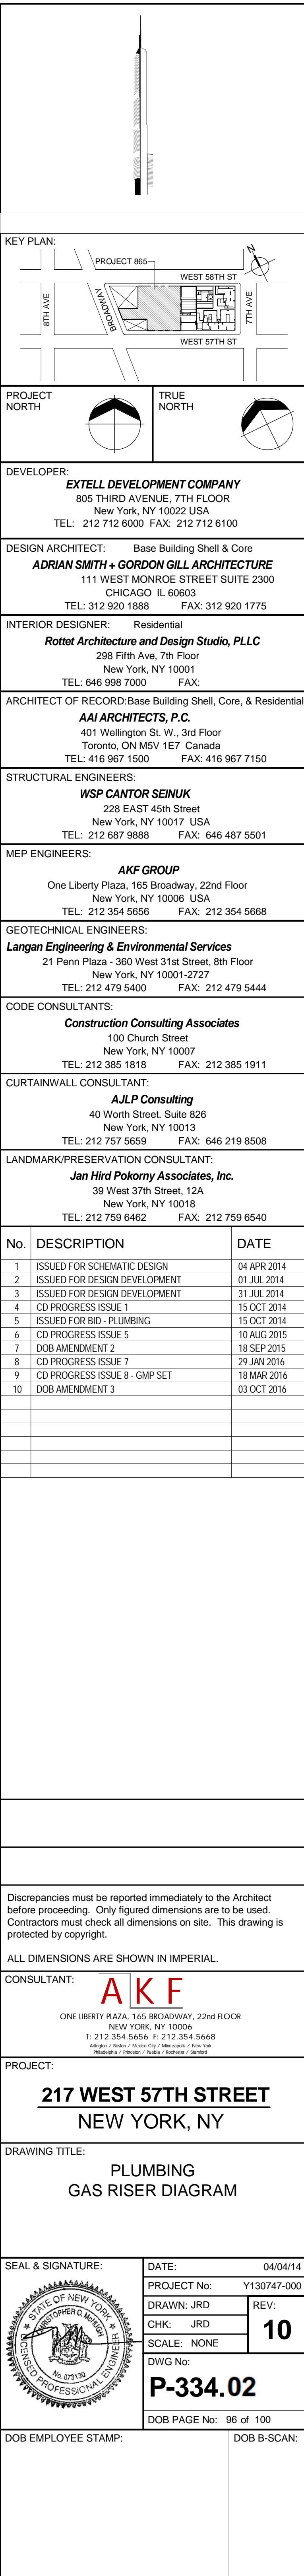 KEY PLAN:
N
PROJECT 865
WEST 58TH ST
8TH AVE
BROADWAY
7TH AVE
WEST 57TH ST
PROJECT NORTH
TRUE NORTH
DEVELOPER:
EXTELL DEVELOPMENT COMPANY
805 THIRD AVENUE, 7TH FLOOR
New York, NY 10022 USA
TEL: 212 712 6000 FAX: 212 712 6100
DESIGN ARCHITECT: Base Building Shell & Core
ADRIAN SMITH + GORDON GILL ARCHITECTURE
111 WEST MONROE STREET SUITE 2300
CHICAGO IL 60603
TEL: 312 920 1888 FAX: 312 920 1775
INTERIOR DESIGNER: Residential
Rottet Architecture and Design Studio, PLLC
298 Fifth Ave, 7th Floor
New York, NY 10001
TEL: 646 998 7000 FAX:
ARCHITECT OF RECORD:Base Building Shell, Core, & Residential
AAI ARCHITECTS, P.C.
401 Wellington St. W., 3rd Floor
Toronto, ON M5V 1E7 Canada
TEL: 416 967 1500 FAX: 416 967 7150
STRUCTURAL ENGINEERS:
WSP CANTOR SEINUK
228 EAST 45th Street
New York, NY 10017 USA
TEL: 212 687 9888 FAX: 646 487 5501
MEP ENGINEERS:
AKF GROUP
One Liberty Plaza, 165 Broadway, 22nd Floor
New York, NY 10006 USA
TEL: 212 354 5656 FAX: 212 354 5668
GEOTECHNICAL ENGINEERS:
Langan Engineering & Environmental Services
21 Penn Plaza - 360 West 31st Street, 8th Floor
New York, NY 10001-2727
TEL: 212 479 5400 FAX: 212 479 5444
CODE CONSULTANTS:
Construction Consulting Associates
100 Church Street
New York, NY 10007
TEL: 212 385 1818 FAX: 212 385 1911
CURTAINWALL CONSULTANT:
AJLP Consulting
40 Worth Street. Suite 826
New York, NY 10013
TEL: 212 757 5659 FAX: 646 219 8508
LANDMARK/PRESERVATION CONSULTANT:
Jan Hird Pokorny Associates, Inc.
39 West 37th Street, 12A
New York, NY 10018
TEL: 212 759 6462 FAX: 212 759 6540
No. DESCRIPTION DATE
1 ISSUED FOR SCHEMATIC DESIGN 04 APR 2014
2 ISSUED FOR DESIGN DEVELOPMENT 01 JUL 2014
3 ISSUED FOR DESIGN DEVELOPMENT 31 JUL 2014
4 CD PROGRESS ISSUE 1 15 OCT 2014
5 ISSUED FOR BID - PLUMBING 15 OCT 2014
6 CD PROGRESS ISSUE 5 10 AUG 2015
7 DOB AMENDMENT 2 18 SEP 2015
8 CD PROGRESS ISSUE 7 29 JAN 2016
9 CD PROGRESS ISSUE 8 - GMP SET 18 MAR 2016
10 DOB AMENDMENT 3 03 OCT 2016
Discrepancies must be reported immediately to the Architect
before proceeding. Only figured dimensions are to be used.
Contractors must check all dimensions on site. This drawing is
protected by copyright.
ALL DIMENSIONS ARE SHOWN IN IMPERIAL.
CONSULTANT:
AKF
ONE LIBERTY PLAZA, 165 BROADWAY, 22nd FLOOR
NEW YORK, NY 10006
T: 212.354.5656 F: 212.354.5668
Arlington / Boston / Mexico City / Minneapolis / New York
Philadelphia / Princeton / Puebla / Rochester / Stamford
PROJECT:
217 WEST 57TH STREET
NEW YORK, NY
DRAWING TITLE:
PLUMBING
GAS RISER DIAGRAM
SEAL & SIGNATURE:
STATE OF NEW YORK
No. 073130
LICENSED PROFESSIONAL ENGINEER
DATE: 04/04/14
PROJECT No: Y130747-000
DRAWN: JRD
CHK: JRD
SCALE: NONE
REV:
10
DWG No:
P-334.02
DOB PAGE No: 96 of 100
DOB EMPLOYEE STAMP:
DOB B-SCAN: